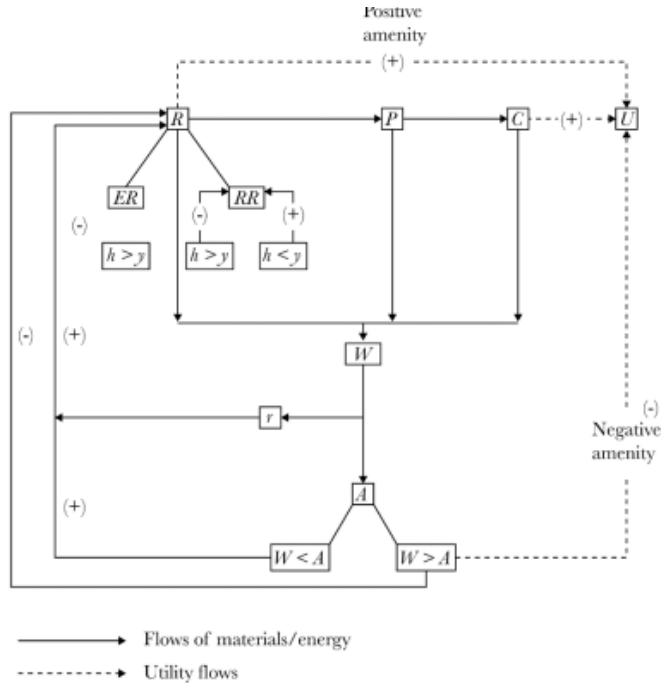 Positive
amenity
(+)
R
P
C
(+)
U
ER
RR
(-)
(-)
(+)
h > y
h > y
h < y
(-)
(+)
W
r
(-)
Negative
amenity
A
(+)
W < A
W > A
Flows of materials/energy
Utility flows